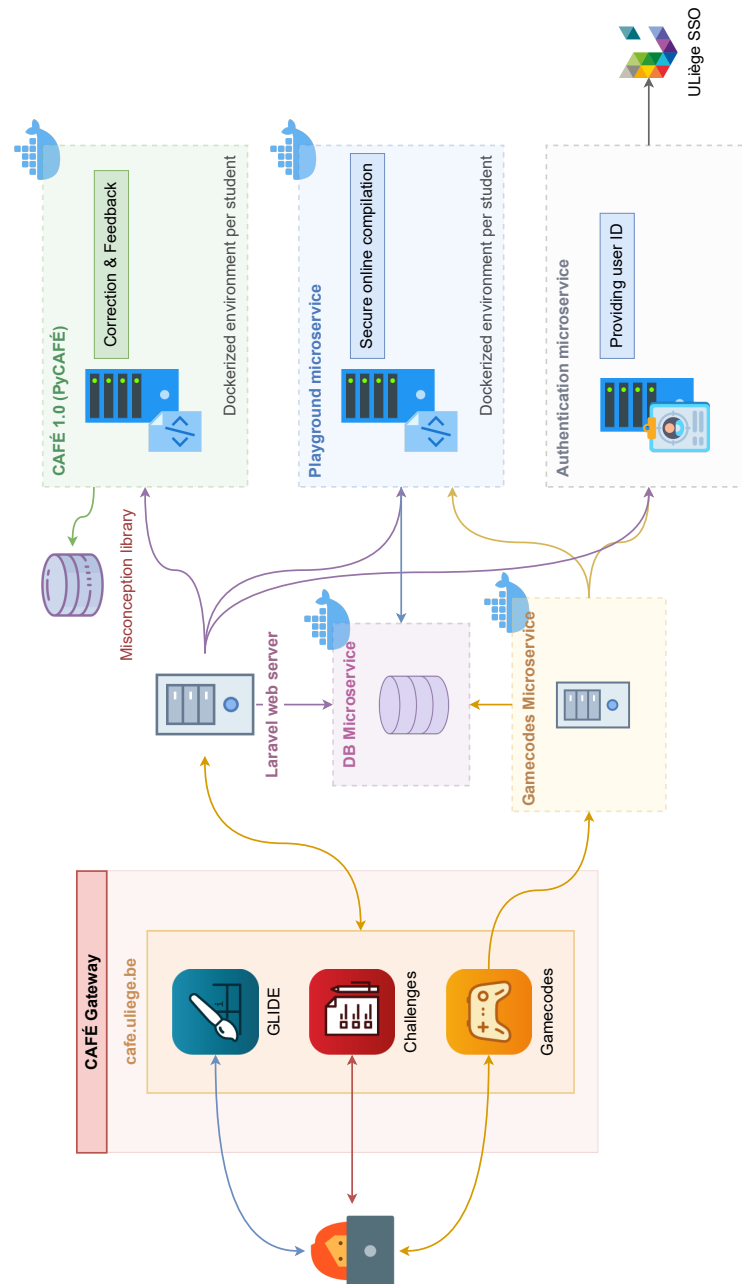 CAFÉ Gateway
cafe.uliege.be
GLIDE
Challenges
Gamecodes
Laravel web server
DB Microservice
Gamecodes Microservice
Misconception library
CAFÉ 1.0 (PyCAFÉ)
Correction & Feedback
Dockerized environment per student
Playground microservice
Secure online compilation
Dockerized environment per student
Authentication microservice
Providing user ID
ULiège SSO